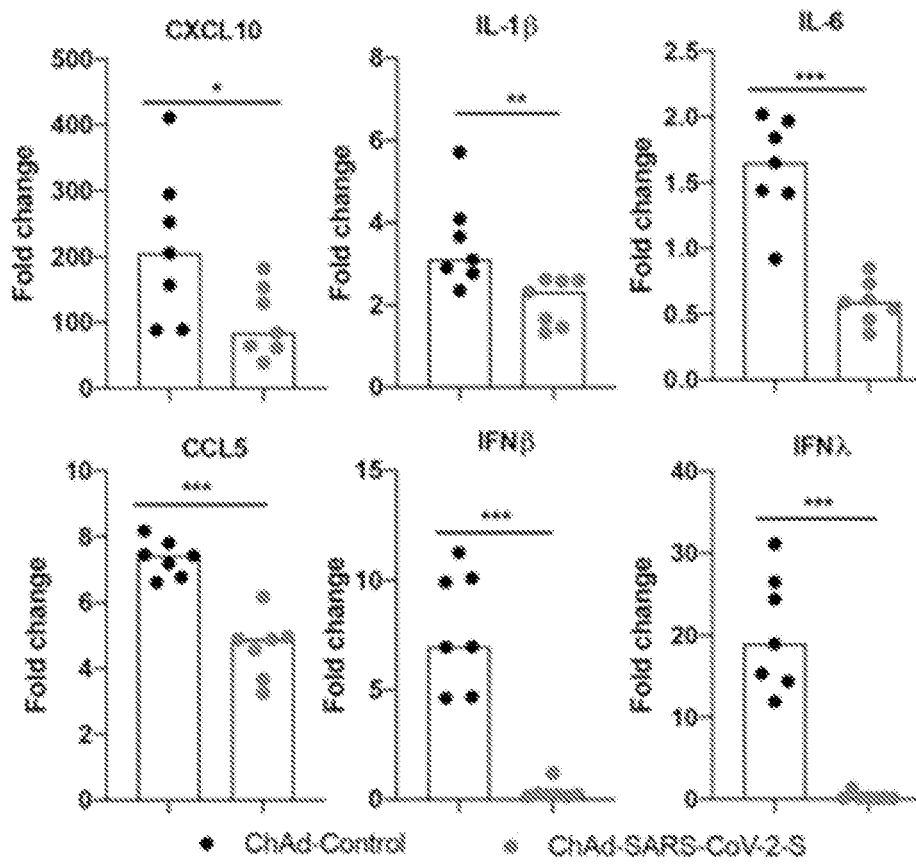 CXCL10
Fold change
500
400
300
200
100
0
*
IL-1β
Fold change
8
6
4
2
0
**
IL-6
Fold change
2.5
2.0
1.5
1.0
0.5
0.0
***
CCL5
Fold change
10
8
6
4
2
0
***
IFNβ
Fold change
15
10
5
0
***
IFNλ
Fold change
40
30
20
10
0
***
ChAd-Control
ChAd-SARS-CoV-2-S